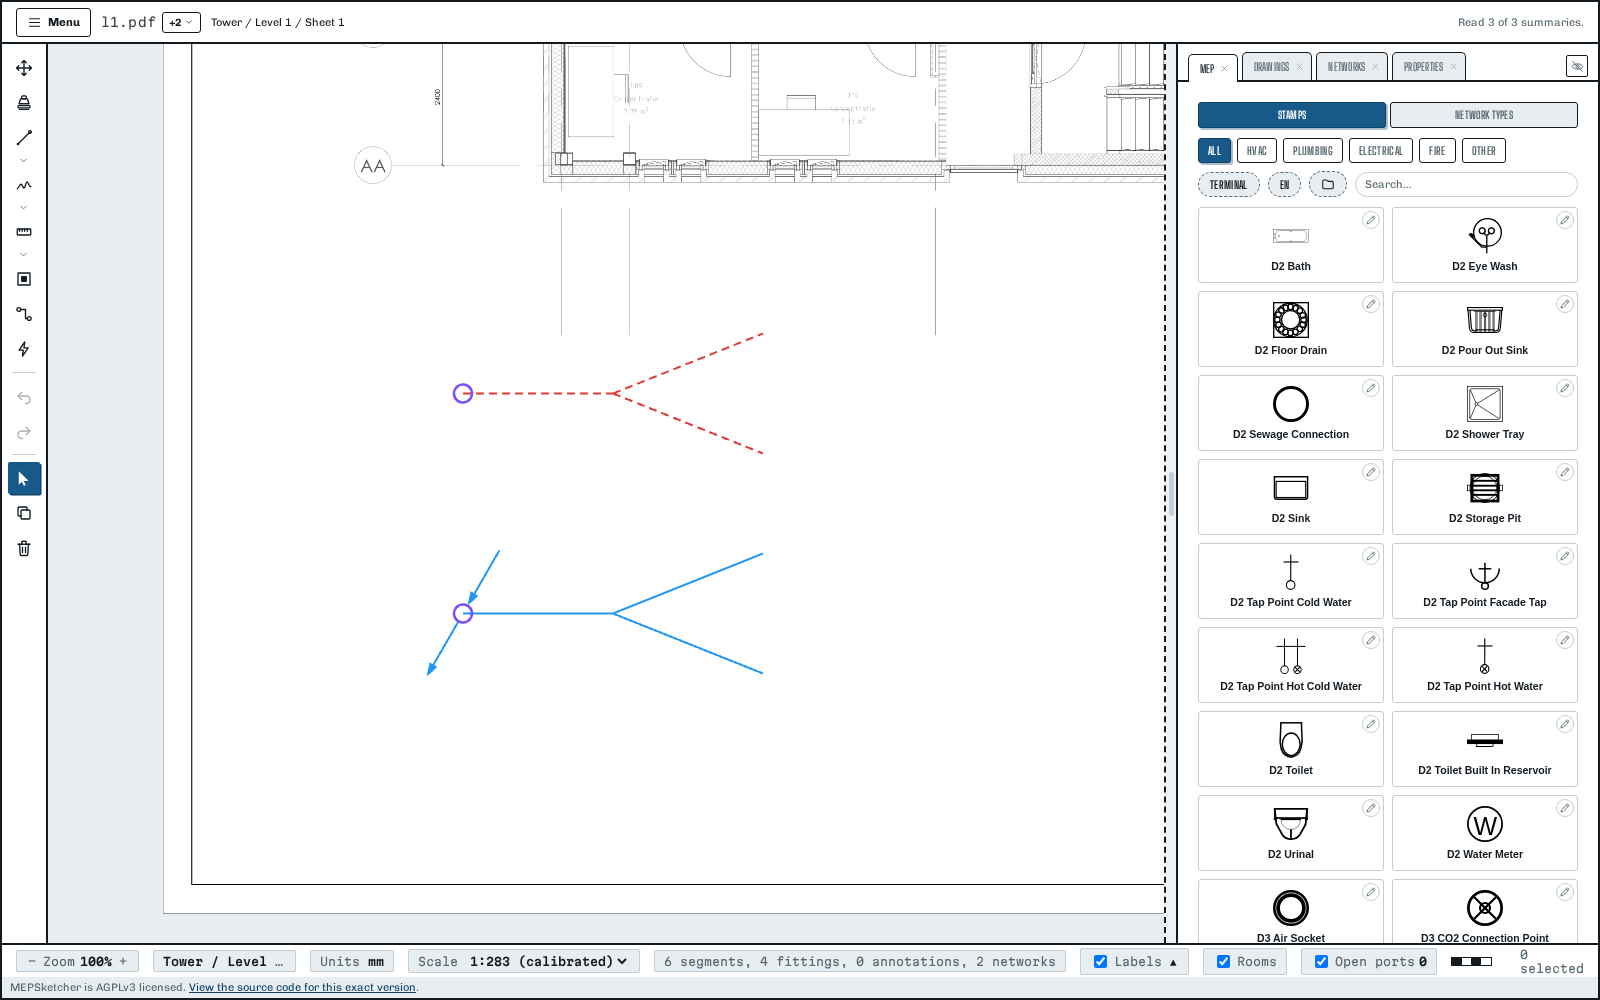 Menu
l1.pdf
+2
Tower / Level 1 / Sheet 1
Read 3 of 3 summaries.
MEP
DRAWINGS
NETWORKS
PROPERTIES
STAMPS
NETWORK TYPES
ALL
HVAC
PLUMBING
ELECTRICAL
FIRE
OTHER
TERMINAL
EN
Search...
2400
AA
109
Concentratie
110
Concentratie
D2 Bath
D2 Eye Wash
D2 Floor Drain
D2 Pour Out Sink
D2 Sewage Connection
D2 Shower Tray
D2 Sink
D2 Storage Pit
D2 Tap Point Cold Water
D2 Tap Point Facade Tap
D2 Tap Point Hot Cold Water
D2 Tap Point Hot Water
D2 Toilet
D2 Toilet Built In Reservoir
D2 Urinal
W
D2 Water Meter
D3 Air Socket
D3 CO2 Connection Point
− Zoom 100% +
Tower / Level …
Units mm
Scale 1:283 (calibrated)
6 segments, 4 fittings, 0 annotations, 2 networks
Labels ▲
Rooms
Open ports 0
0 selected
MEPSketcher is AGPLv3 licensed. View the source code for this exact version.